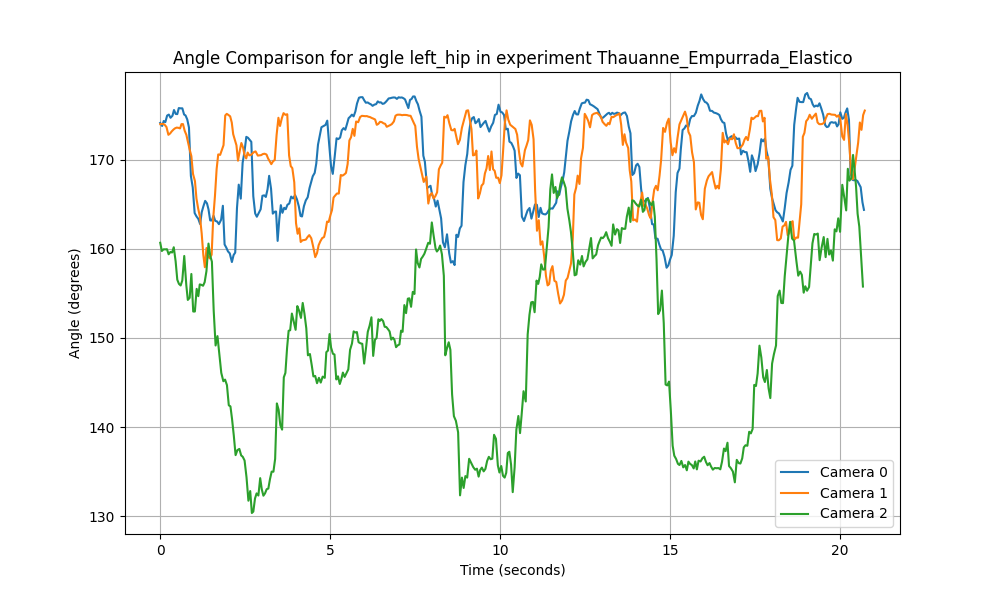 Angle Comparison for angle left_hip in experiment Thauanne_Empurrada_Elastico
Angle (degrees)
170
160
150
140
130
0 5 10 15 20
Time (seconds)
Camera 0
Camera 1
Camera 2